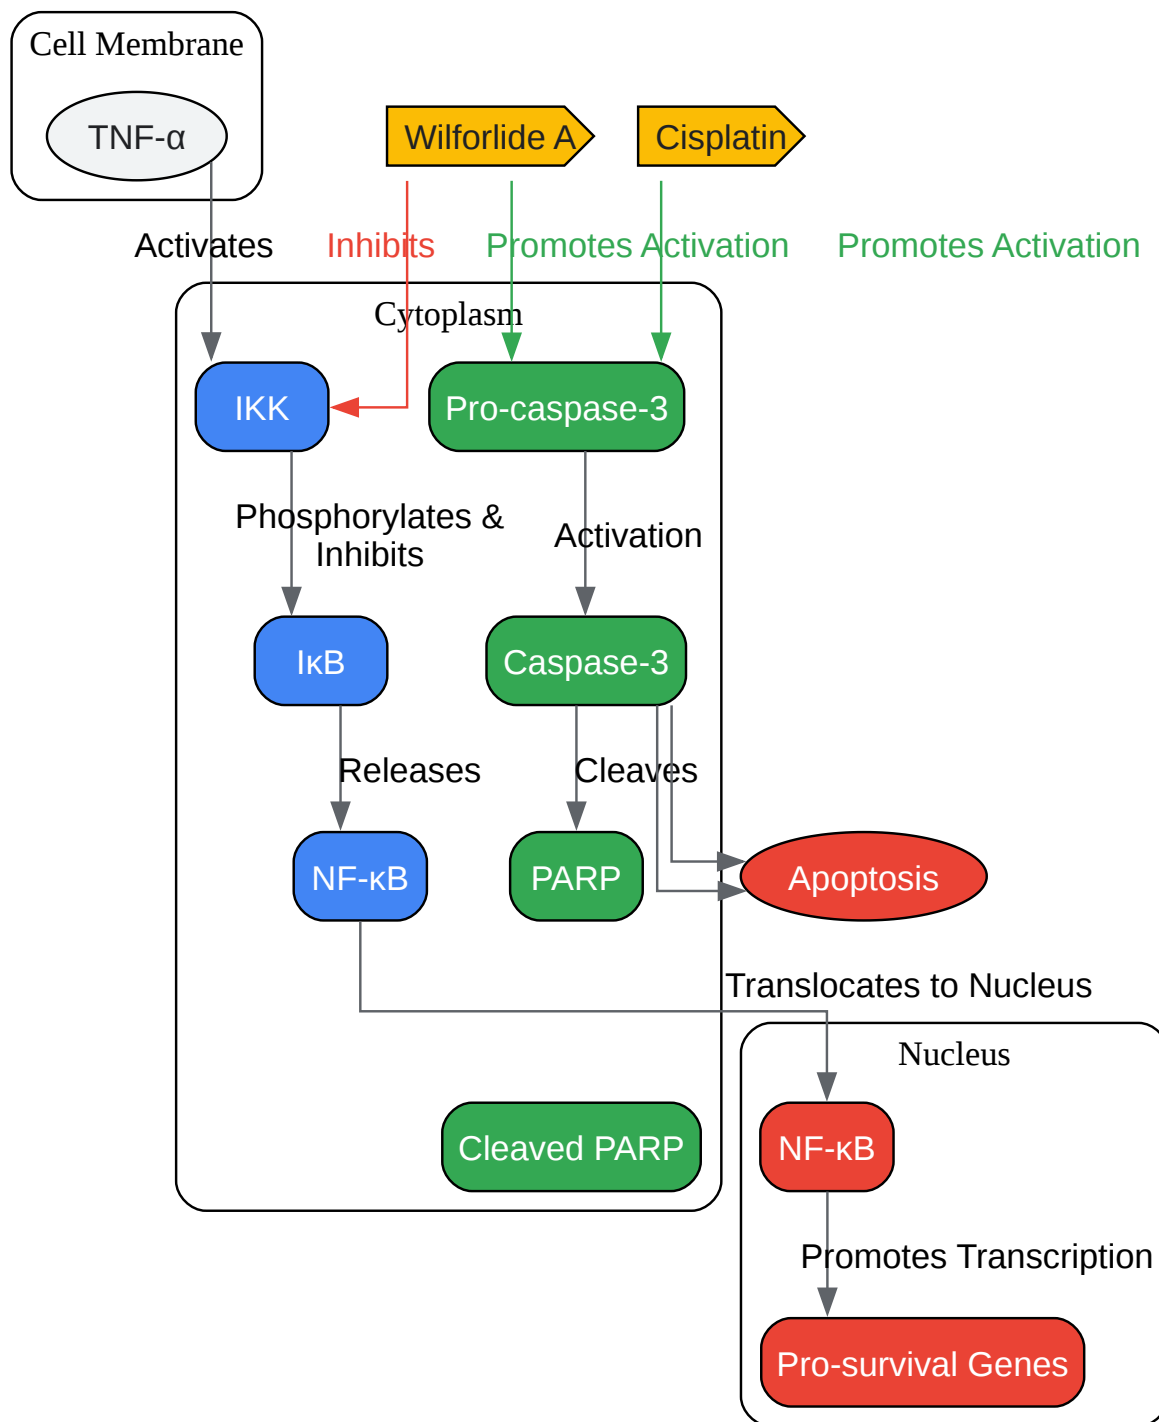 Cell Membrane
TNF-α
Wilforlide A
Cisplatin
Activates
Inhibits
Promotes Activation
Promotes Activation
Cytoplasm
IKK
Pro-caspase-3
Phosphorylates &
Inhibits
Activation
IκB
Caspase-3
Releases
Cleaves
NF-κB
PARP
Apoptosis
Translocates to Nucleus
Nucleus
Cleaved PARP
NF-κB
Promotes Transcription
Pro-survival Genes